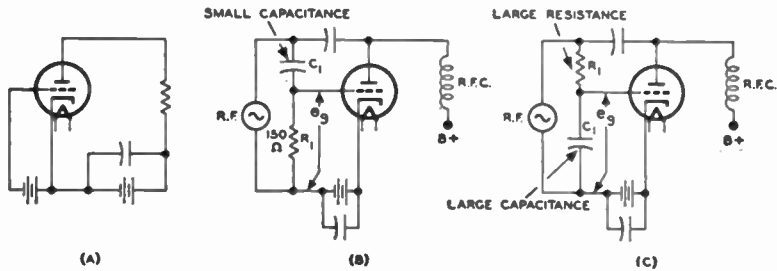 SMALL CAPACITANCE
C1
R.F.
150
Ω
R1
eg
R.F.C.
B+
LARGE RESISTANCE
R1
R.F.
C1
eg
R.F.C.
B+
LARGE CAPACITANCE
(A)
(B)
(C)